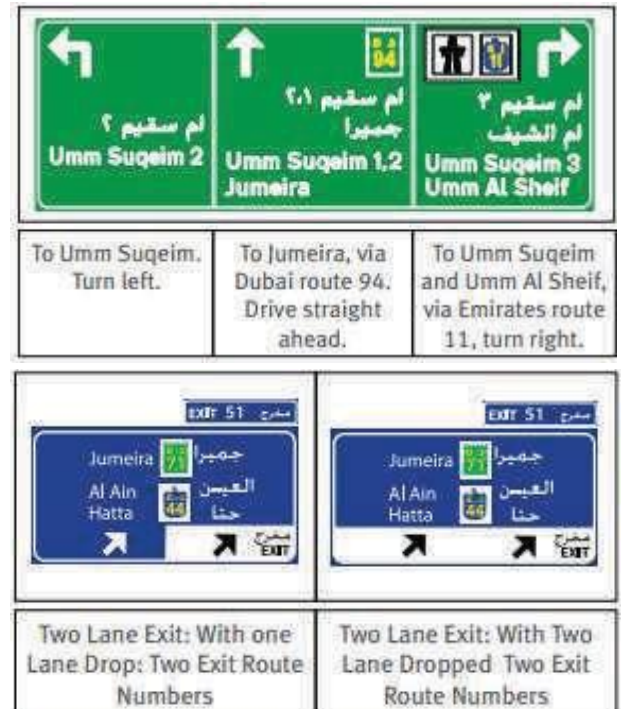 94
11
ام سقيم ٢
Umm Suqeim 2
ام سقيم ٢،١
جميرا
Umm Suqeim 1,2
Jumeira
ام سقيم ٣
ام الشيف
Umm Suqeim 3
Umm Al Sheif
To Umm Suqeim.
Turn left.
To Jumeira, via
Dubai route 94.
Drive straight
ahead.
To Umm Suqeim
and Umm Al Sheif,
via Emirates route
11, turn right.
EXIT 51 مخرج
Jumeira 71 جميرا
Al Ain 44 العين
Hatta حتا
مخرج
EXIT
EXIT 51 مخرج
Jumeira 71 جميرا
Al Ain 44 العين
Hatta حتا
مخرج
EXIT
Two Lane Exit: With one
Lane Drop: Two Exit Route
Numbers
Two Lane Exit: With Two
Lane Dropped Two Exit
Route Numbers